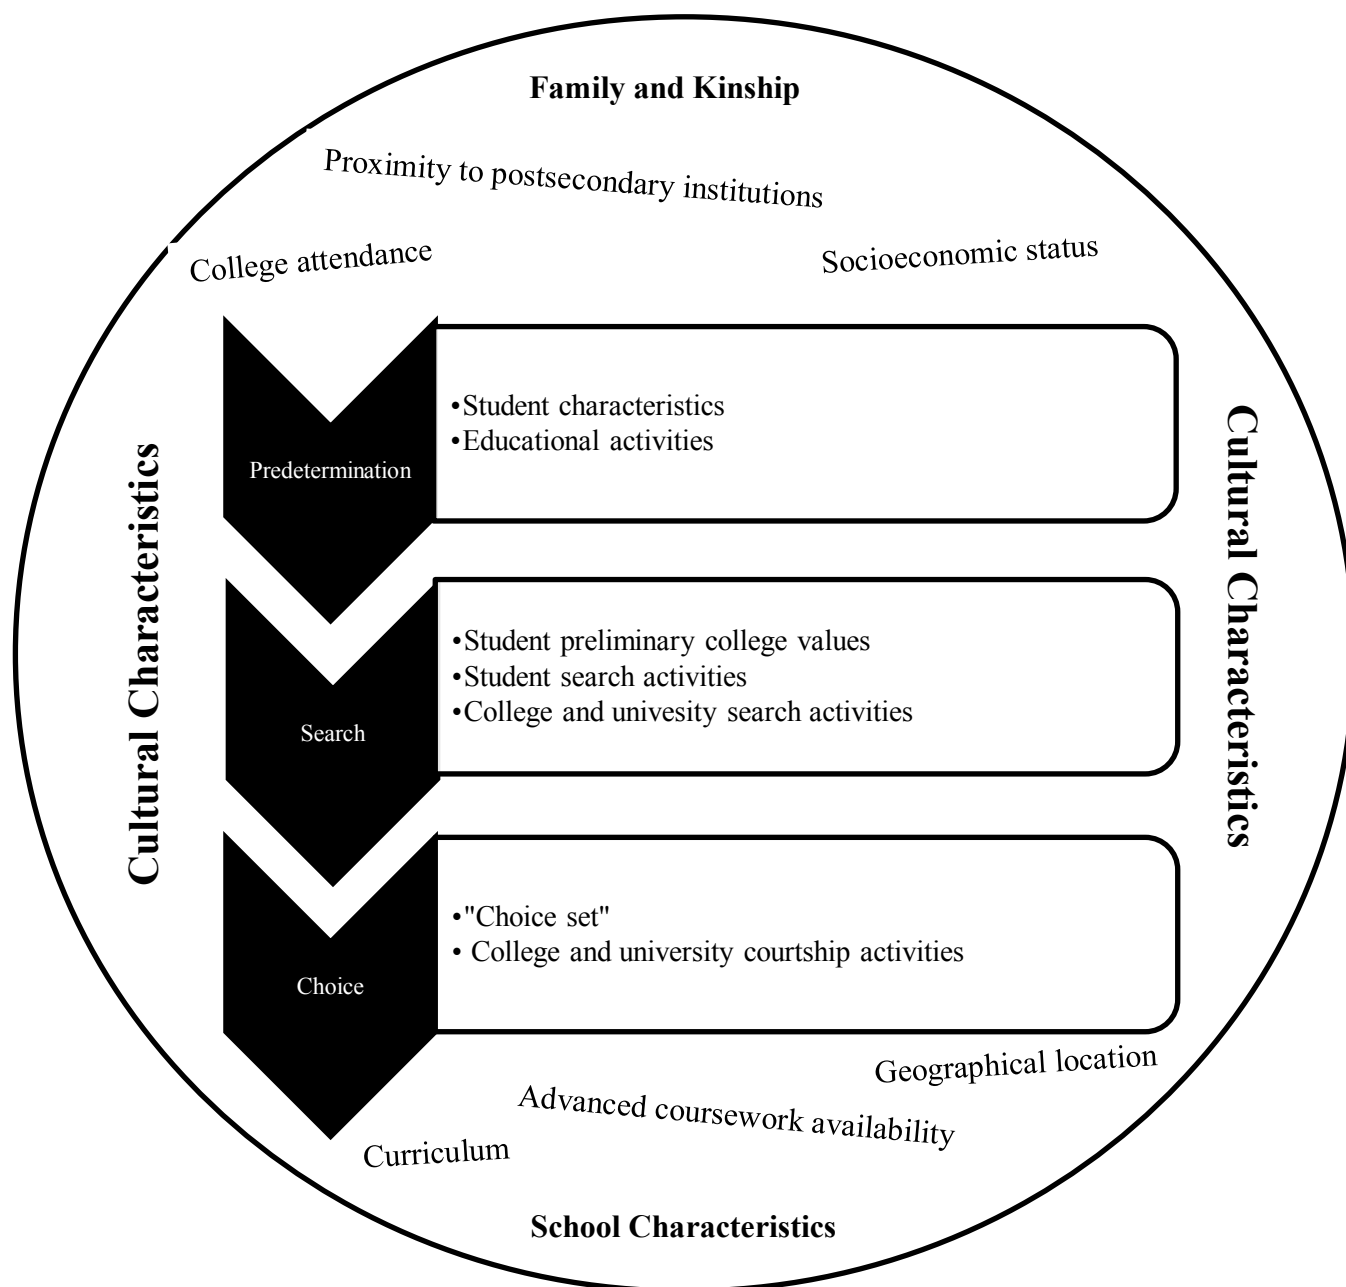 Family and Kinship
Proximity to postsecondary institutions
College attendance
Socioeconomic status
Cultural Characteristics
Predetermination
•Student characteristics
•Educational activities
Search
•Student preliminary college values
•Student search activities
•College and univesity search activities
Choice
•"Choice set"
• College and university courtship activities
Cultural Characteristics
Geographical location
Advanced coursework availability
Curriculum
School Characteristics